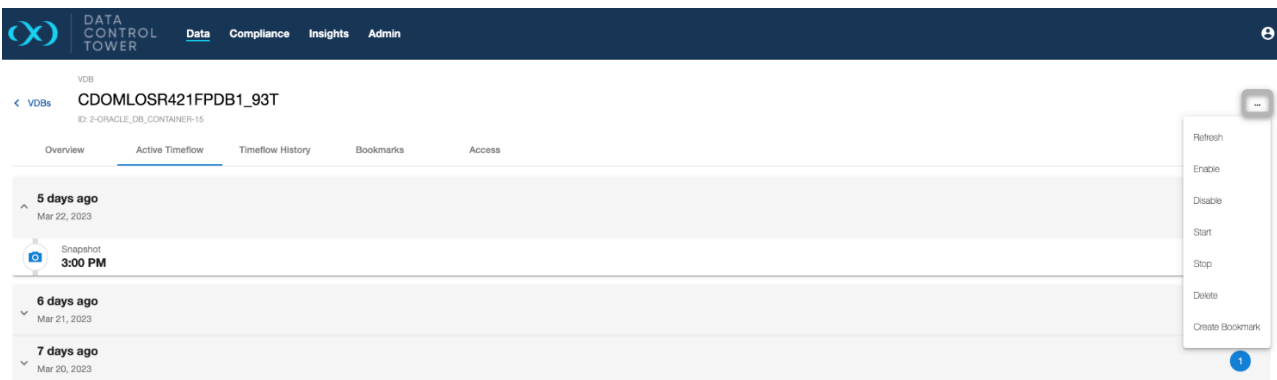 DATA
CONTROL
TOWER
Data Compliance Insights Admin
VDB
< VDBs CDOMLOSR421FPDB1_93T
ID: 2-ORACLE_DB_CONTAINER-15
...
Overview Active Timeflow Timeflow History Bookmarks Access
Refresh
Enable
Disable
Start
Stop
Delete
Create Bookmark
5 days ago
Mar 22, 2023
Snapshot
3:00 PM
6 days ago
Mar 21, 2023
7 days ago
Mar 20, 2023
1